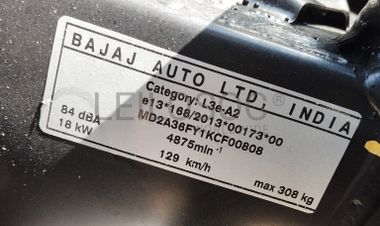 BAJAJ AUTO LTD, INDIA
Category: L3e-A2
e13*168/2013*00173*00
MD2A36FY1KCF00808
84 dBA 4875min⁻¹
18 kW
129 km/h
max 308 kg